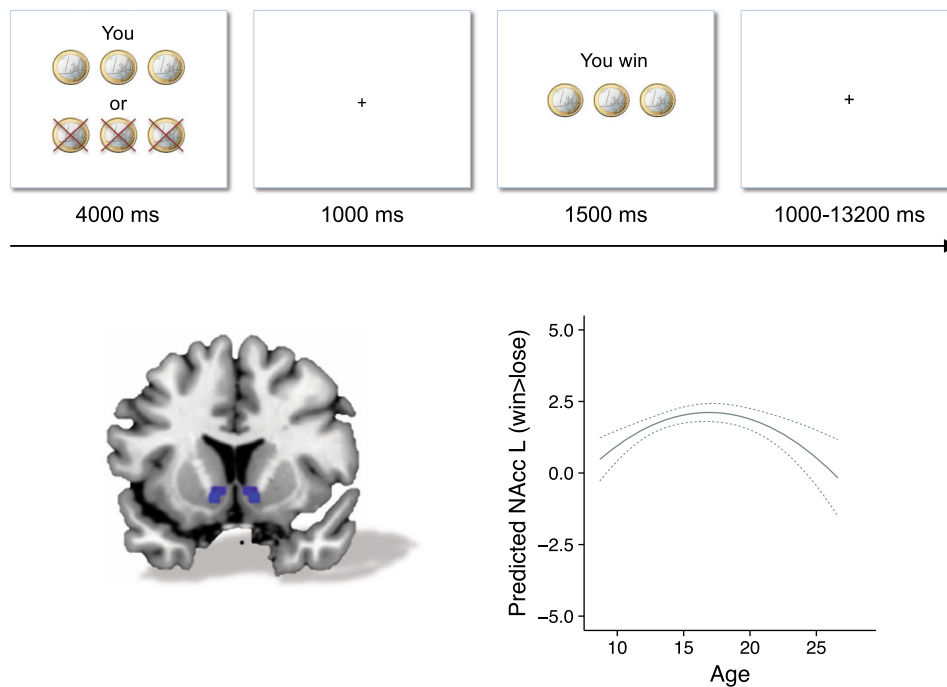 You
or
+
You win
+
4000 ms
1000 ms
1500 ms
1000-13200 ms
Predicted NAcc L (win>lose)
5.0
2.5
0.0
−2.5
−5.0
10
15
20
25
Age